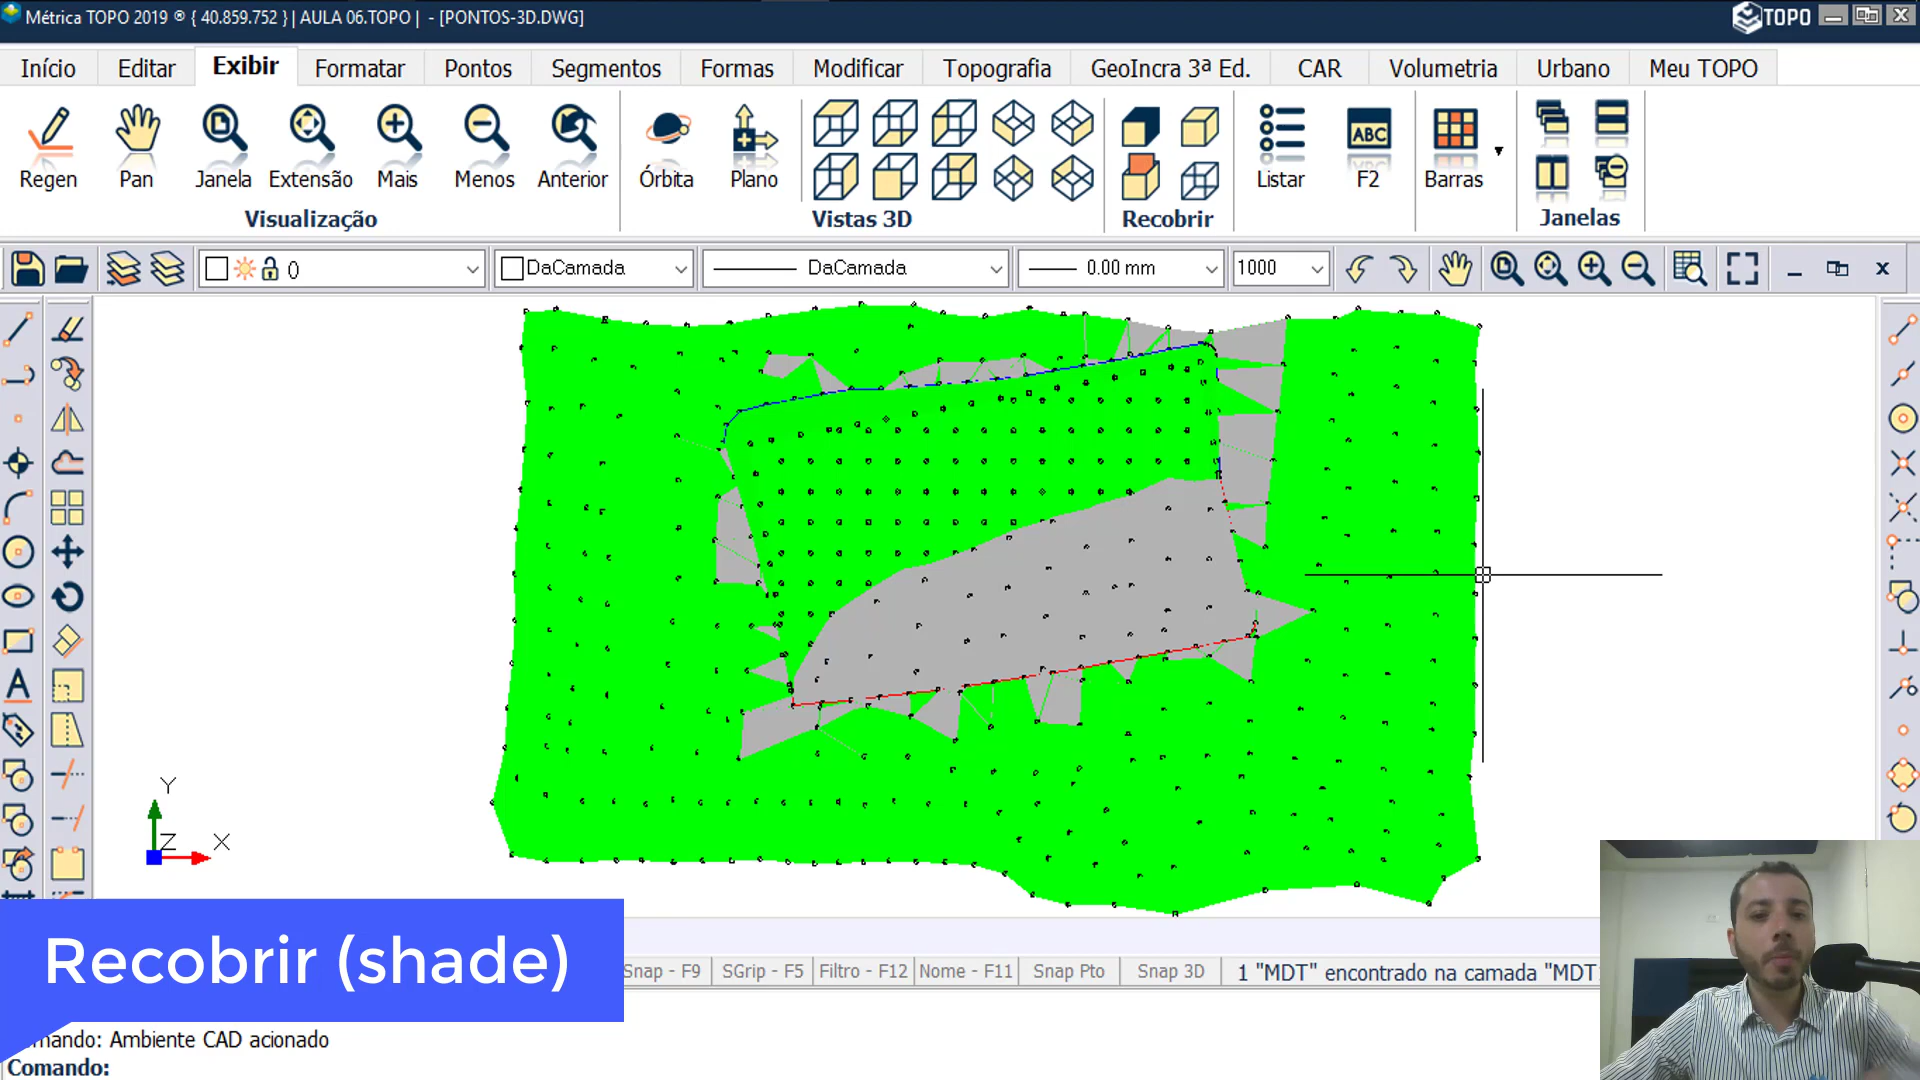 Métrica TOPO 2019 ® { 40.859.752 } | AULA 06.TOPO | - [PONTOS-3D.DWG]
TOPO
Início Editar Exibir Formatar Pontos Segmentos Formas Modificar Topografia GeoIncra 3ª Ed. CAR Volumetria Urbano Meu TOPO
ABC
Regen Pan Janela Extensão Mais Menos Anterior Órbita Plano Listar F2 Barras
Visualização Vistas 3D Recobrir Janelas
0 DaCamada DaCamada 0.00 mm 1000
A
Y
Z X
Recobrir (shade)
Snap - F9 SGrip - F5 Filtro - F12 Nome - F11 Snap Pto Snap 3D 1 "MDT" encontrado na camada "MDT
omando: Ambiente CAD acionado
Comando: